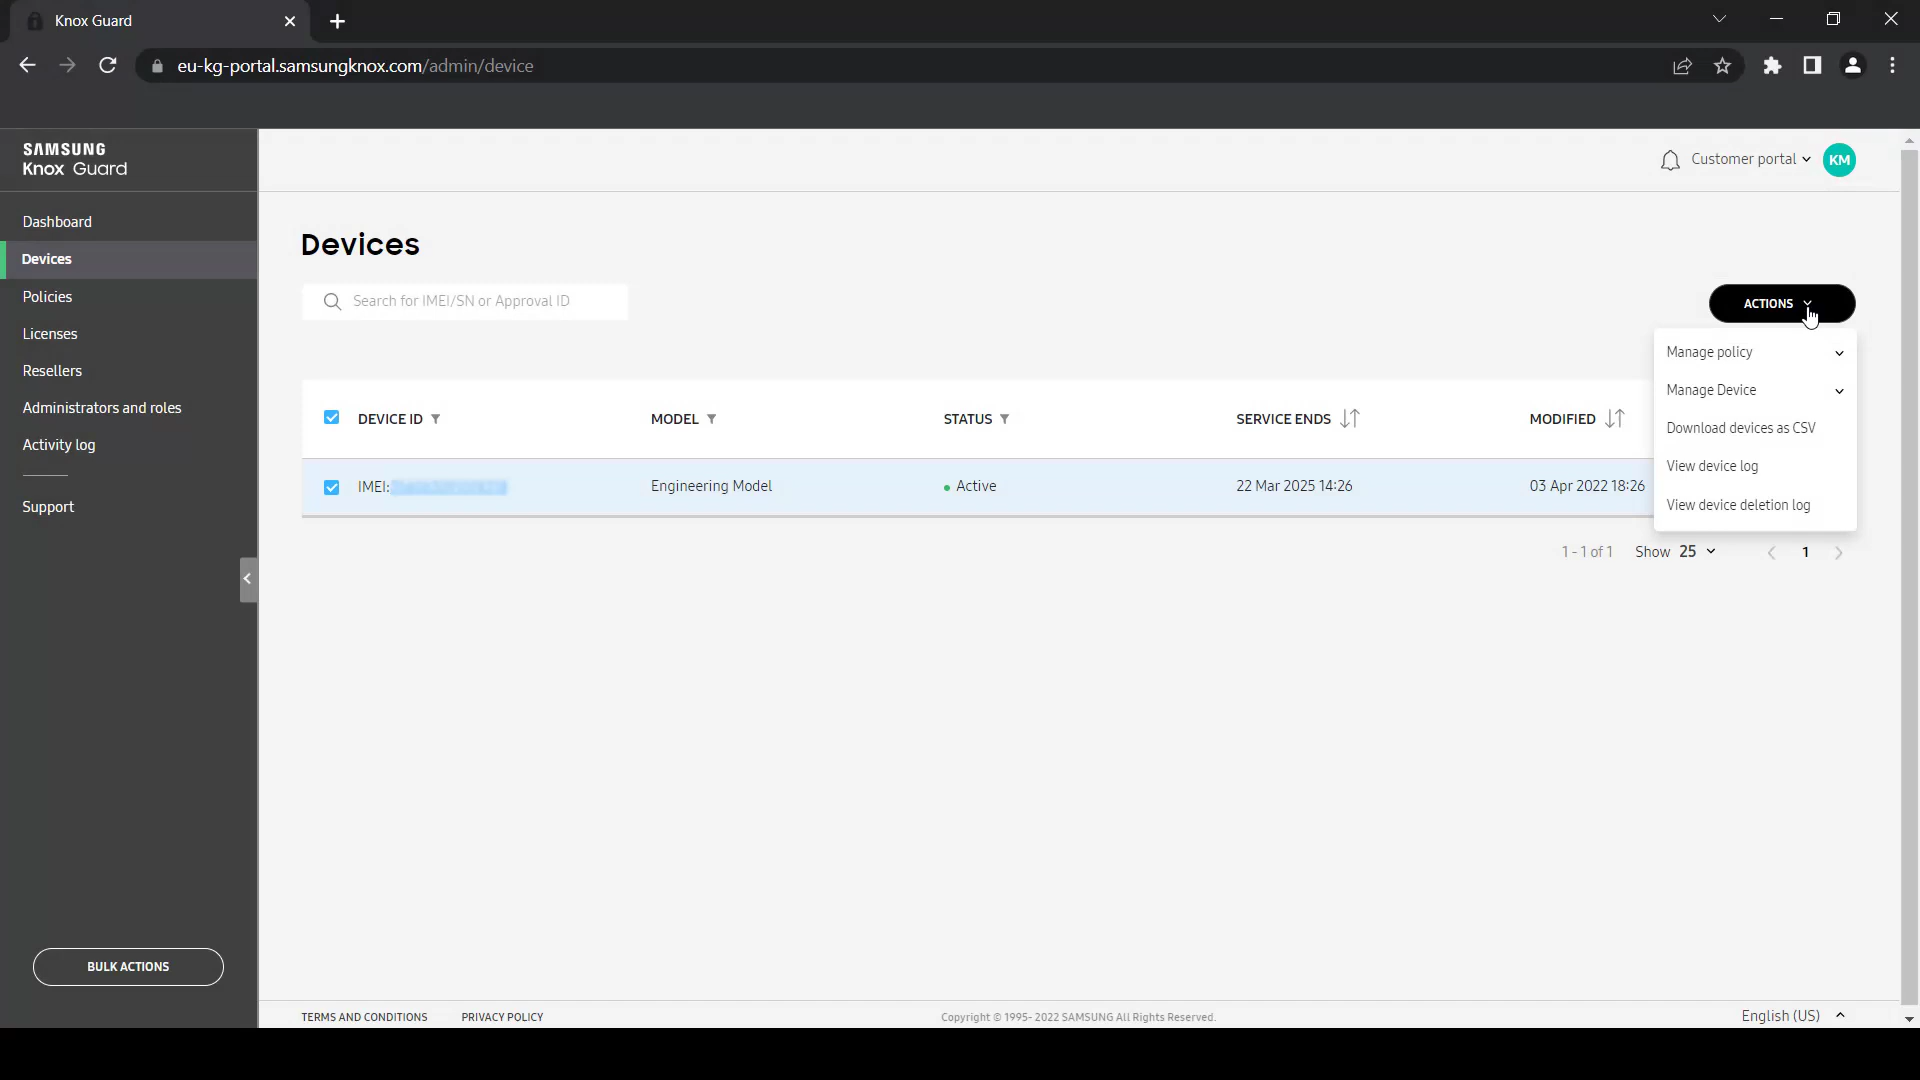 Knox Guard
eu-kg-portal.samsungknox.com/admin/device
SAMSUNG
Knox Guard
Customer portal
KM
Dashboard
Devices
Policies
Licenses
Resellers
Administrators and roles
Activity log
Support
BULK ACTIONS
Devices
Search for IMEI/SN or Approval ID
ACTIONS
Manage policy
Manage Device
Download devices as CSV
View device log
View device deletion log
DEVICE ID MODEL STATUS SERVICE ENDS MODIFIED
IMEI: Engineering Model Active 22 Mar 2025 14:26 03 Apr 2022 18:26
1 - 1 of 1 Show 25 1
TERMS AND CONDITIONS PRIVACY POLICY Copyright © 1995- 2022 SAMSUNG All Rights Reserved. English (US)